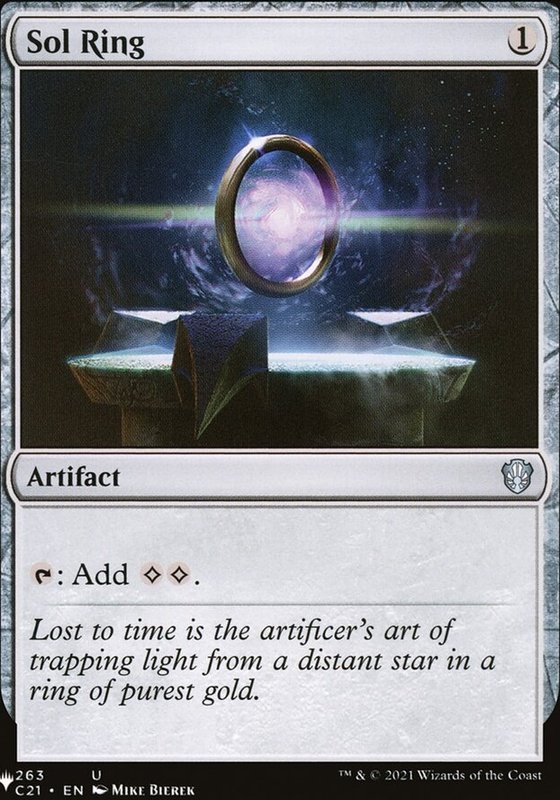 Sol Ring 1
Artifact
: Add .
Lost to time is the artificer's art of
trapping light from a distant star in a
ring of purest gold.
263 U
C21 • EN Mike Bierek
™ & © 2021 Wizards of the Coast